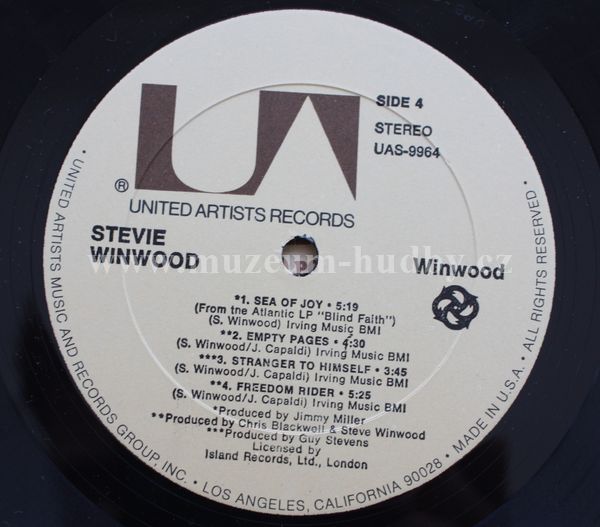 UA
SIDE 4
STEREO
UAS-9964
®
UNITED ARTISTS RECORDS
STEVIE
WINWOOD
Winwood
www.muzeum-hudby.cz
*1. SEA OF JOY • 5:19
(From the Atlantic LP "Blind Faith")
(S. Winwood) Irving Music BMI
**2. EMPTY PAGES • 4:30
(S. Winwood/J. Capaldi) Irving Music BMI
***3. STRANGER TO HIMSELF • 3:45
(S. Winwood/J. Capaldi) Irving Music BMI
**4. FREEDOM RIDER • 5:25
(S. Winwood/J. Capaldi) Irving Music BMI
*Produced by Jimmy Miller
**Produced by Chris Blackwell & Steve Winwood
***Produced by Guy Stevens
Licensed by
Island Records, Ltd., London
• UNITED ARTISTS MUSIC AND RECORDS GROUP, INC. • LOS ANGELES, CALIFORNIA 90028 • MADE IN U.S.A. • ALL RIGHTS RESERVED •